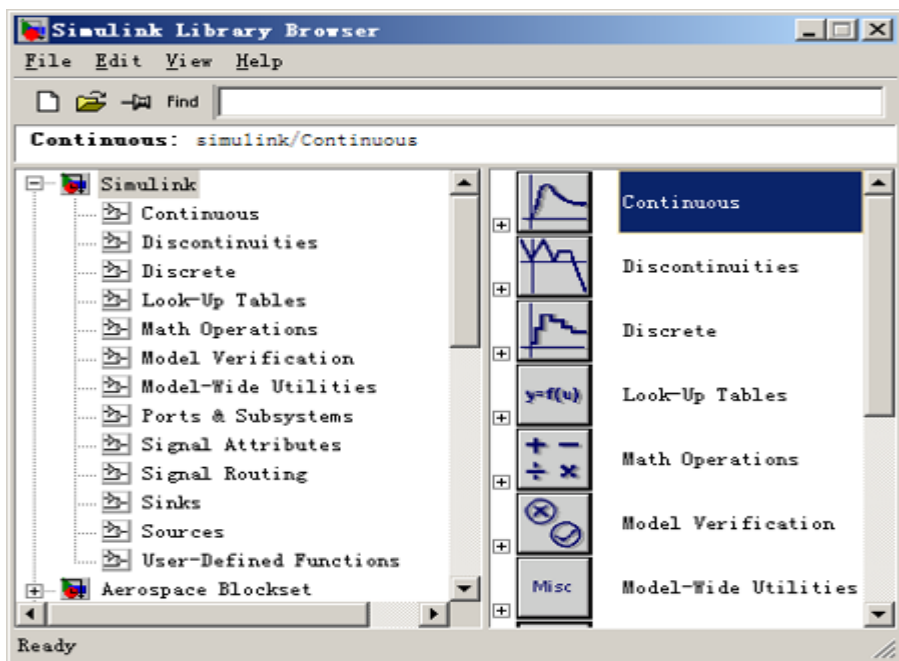 Simulink Library Browser
File Edit View Help
Find
Continuous: simulink/Continuous
Simulink
Continuous
Discontinuities
Discrete
Look-Up Tables
Math Operations
Model Verification
Model-Wide Utilities
Ports & Subsystems
Signal Attributes
Signal Routing
Sinks
Sources
User-Defined Functions
Aerospace Blockset
Continuous
Discontinuities
Discrete
y=f(u) Look-Up Tables
+ − ÷ × Math Operations
Model Verification
Misc Model-Wide Utilities
Ready